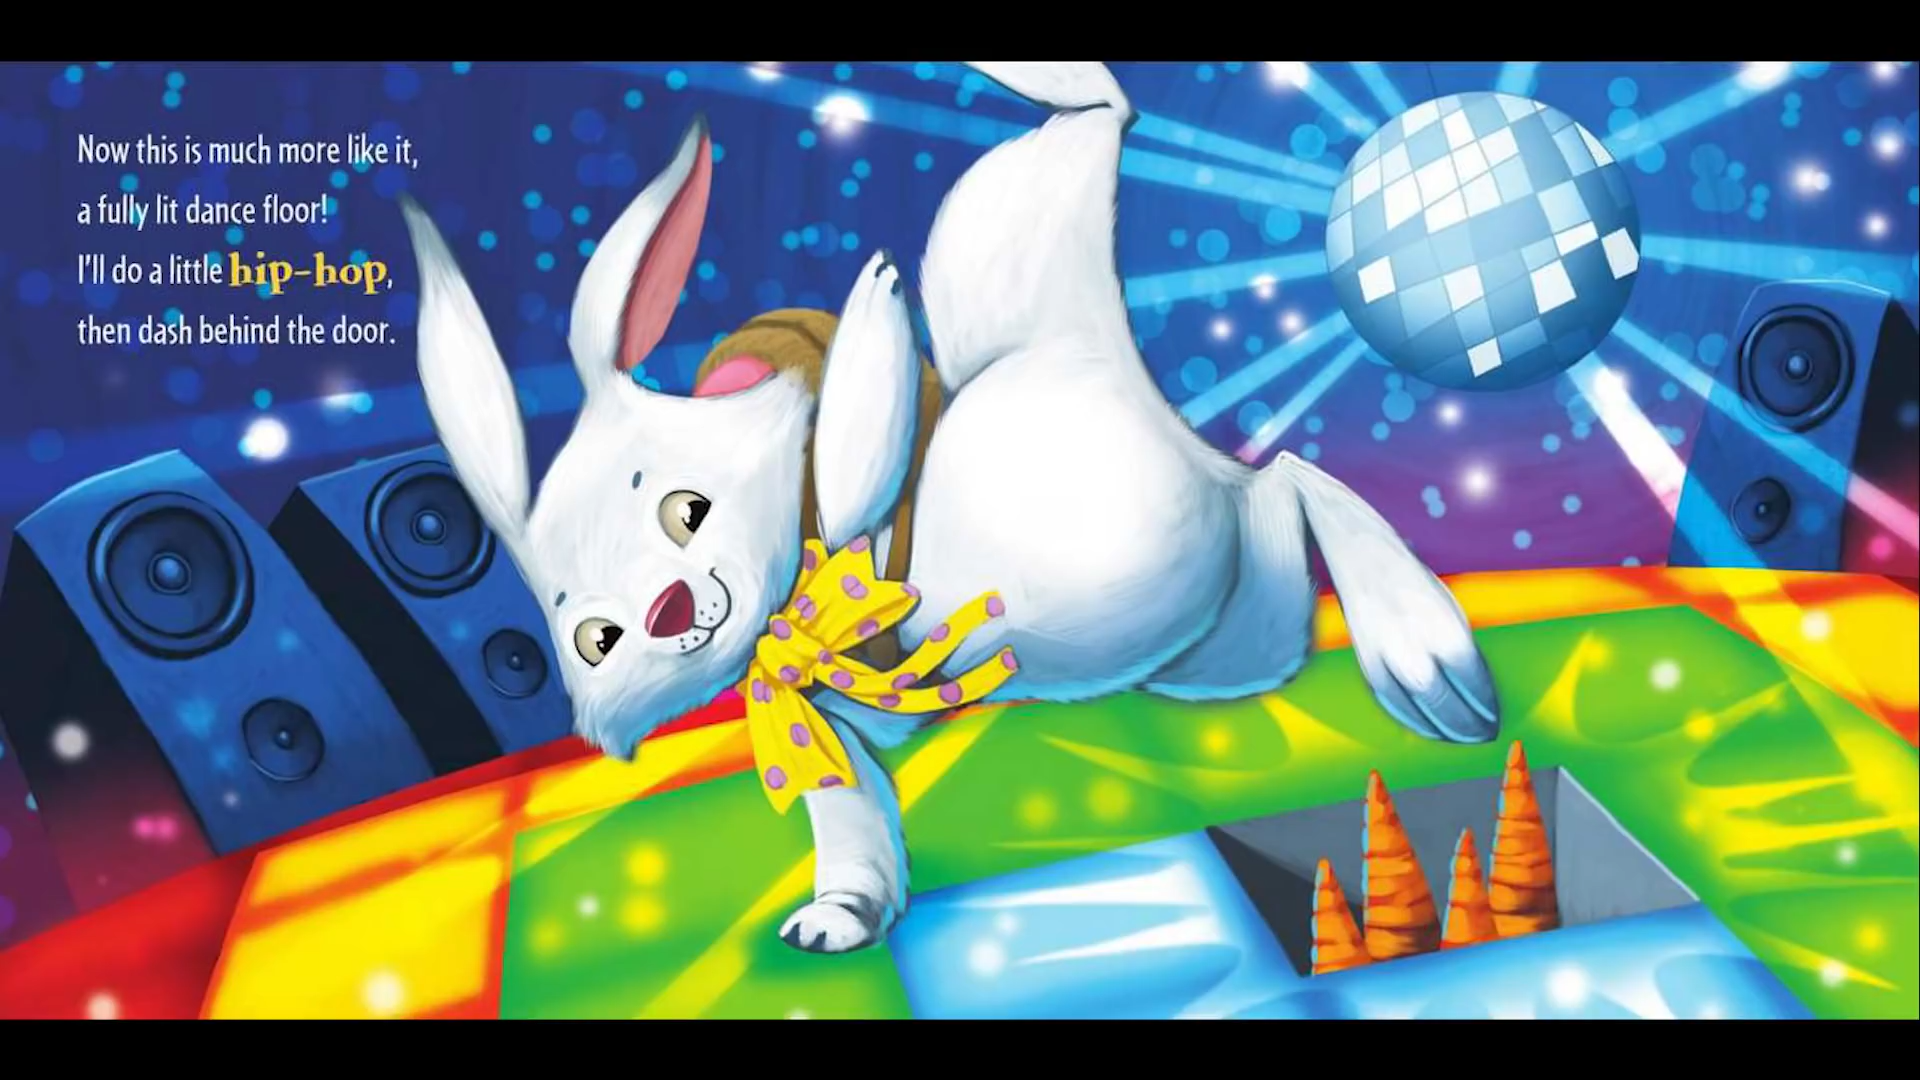 Now this is much more like it,
a fully lit dance floor!
I'll do a little hip-hop,
then dash behind the door.